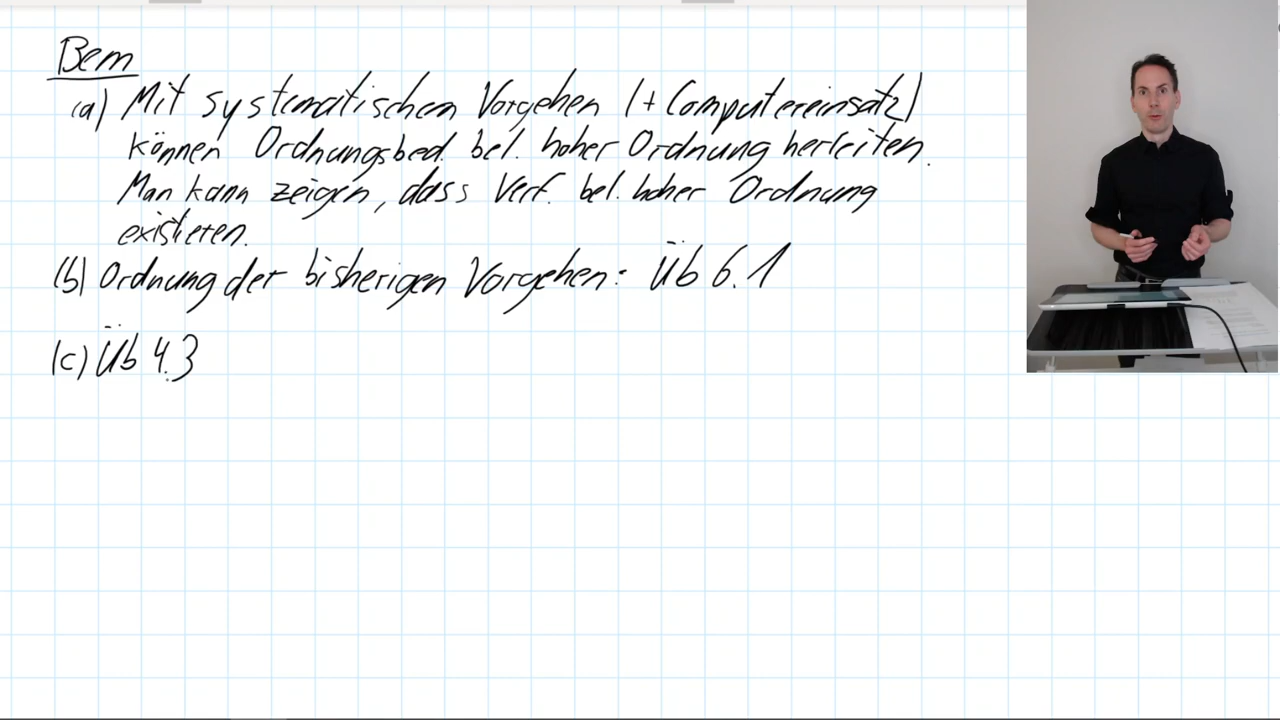 Bem
(a) Mit systematischem Vorgehen (+ Computereinsatz)
können Ordnungsbed. bel. hoher Ordnung herleiten.
Man kann zeigen, dass Verf. bel. hoher Ordnung
existieren.
(b) Ordnung der bisherigen Vorgehen: Üb 6.1
(c) Üb 4.3